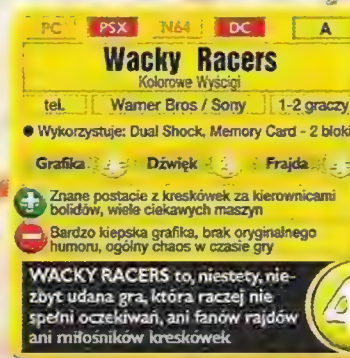 PC PSX N64 DC A
Wacky Racers
Kolorowe Wyścigi
tel. Warner Bros / Sony 1-2 graczy
● Wykorzystuje: Dual Shock, Memory Card - 2 bloki
Grafika Dźwięk Frajda
Znane postacie z kreskówek za kierownicami
bolidów, wiele ciekawych maszyn
Bardzo kiepska grafika, brak oryginalnego
humoru, ogólny chaos w czasie gry
WACKY RACERS to, niestety, nie-
zbyt udana gra, która raczej nie
spełni oczekiwań, ani fanów rajdów
ani miłośników kreskówek
4